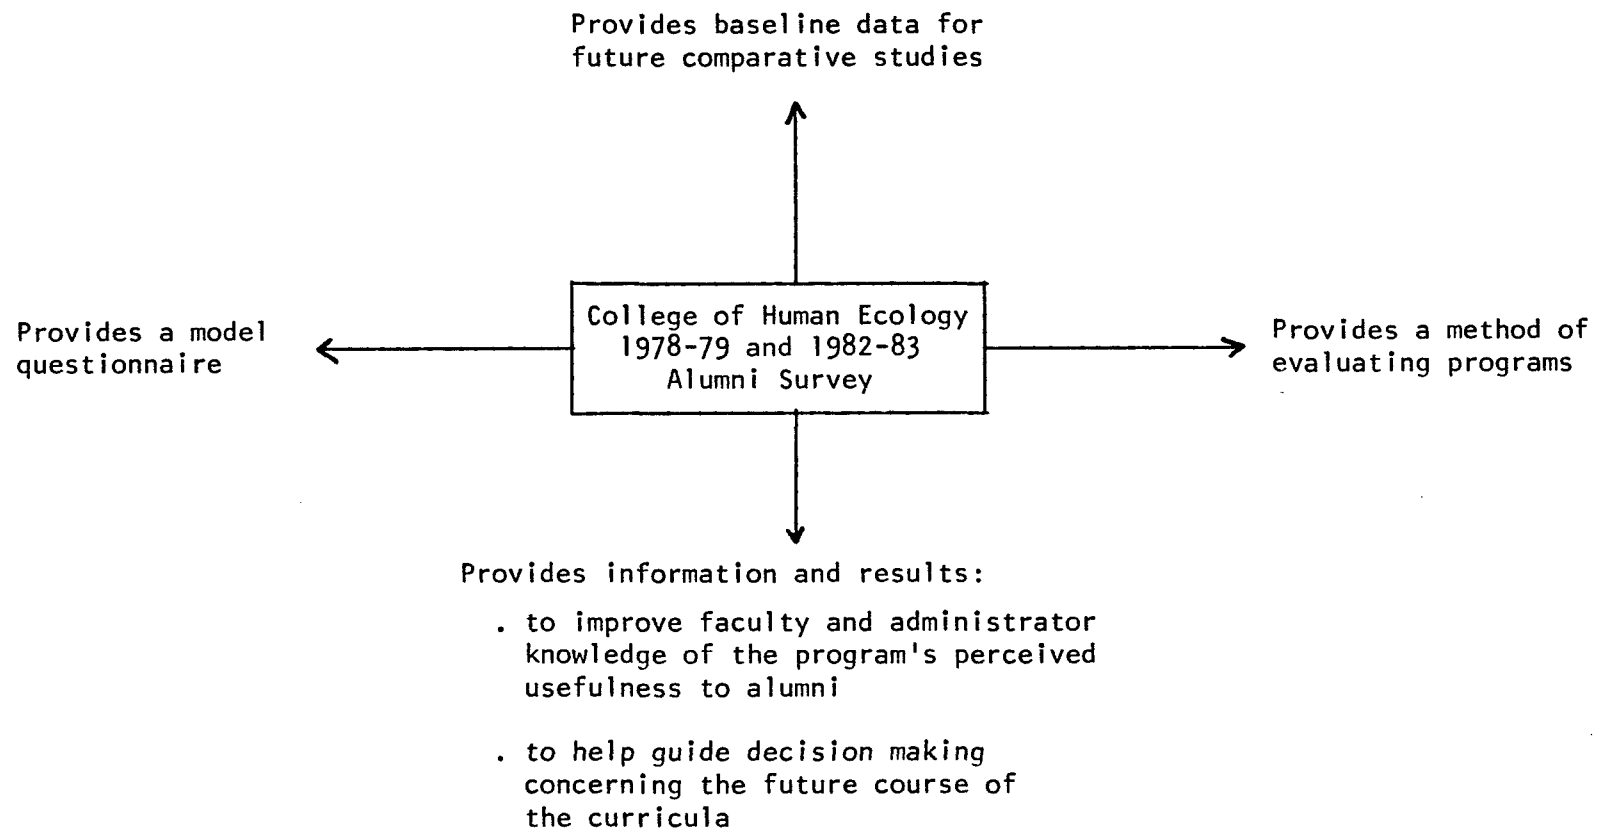 Provides baseline data for
future comparative studies
Provides a model
questionnaire
College of Human Ecology
1978-79 and 1982-83
Alumni Survey
Provides a method of
evaluating programs
Provides information and results:
. to improve faculty and administrator
knowledge of the program's perceived
usefulness to alumni
. to help guide decision making
concerning the future course of
the curricula